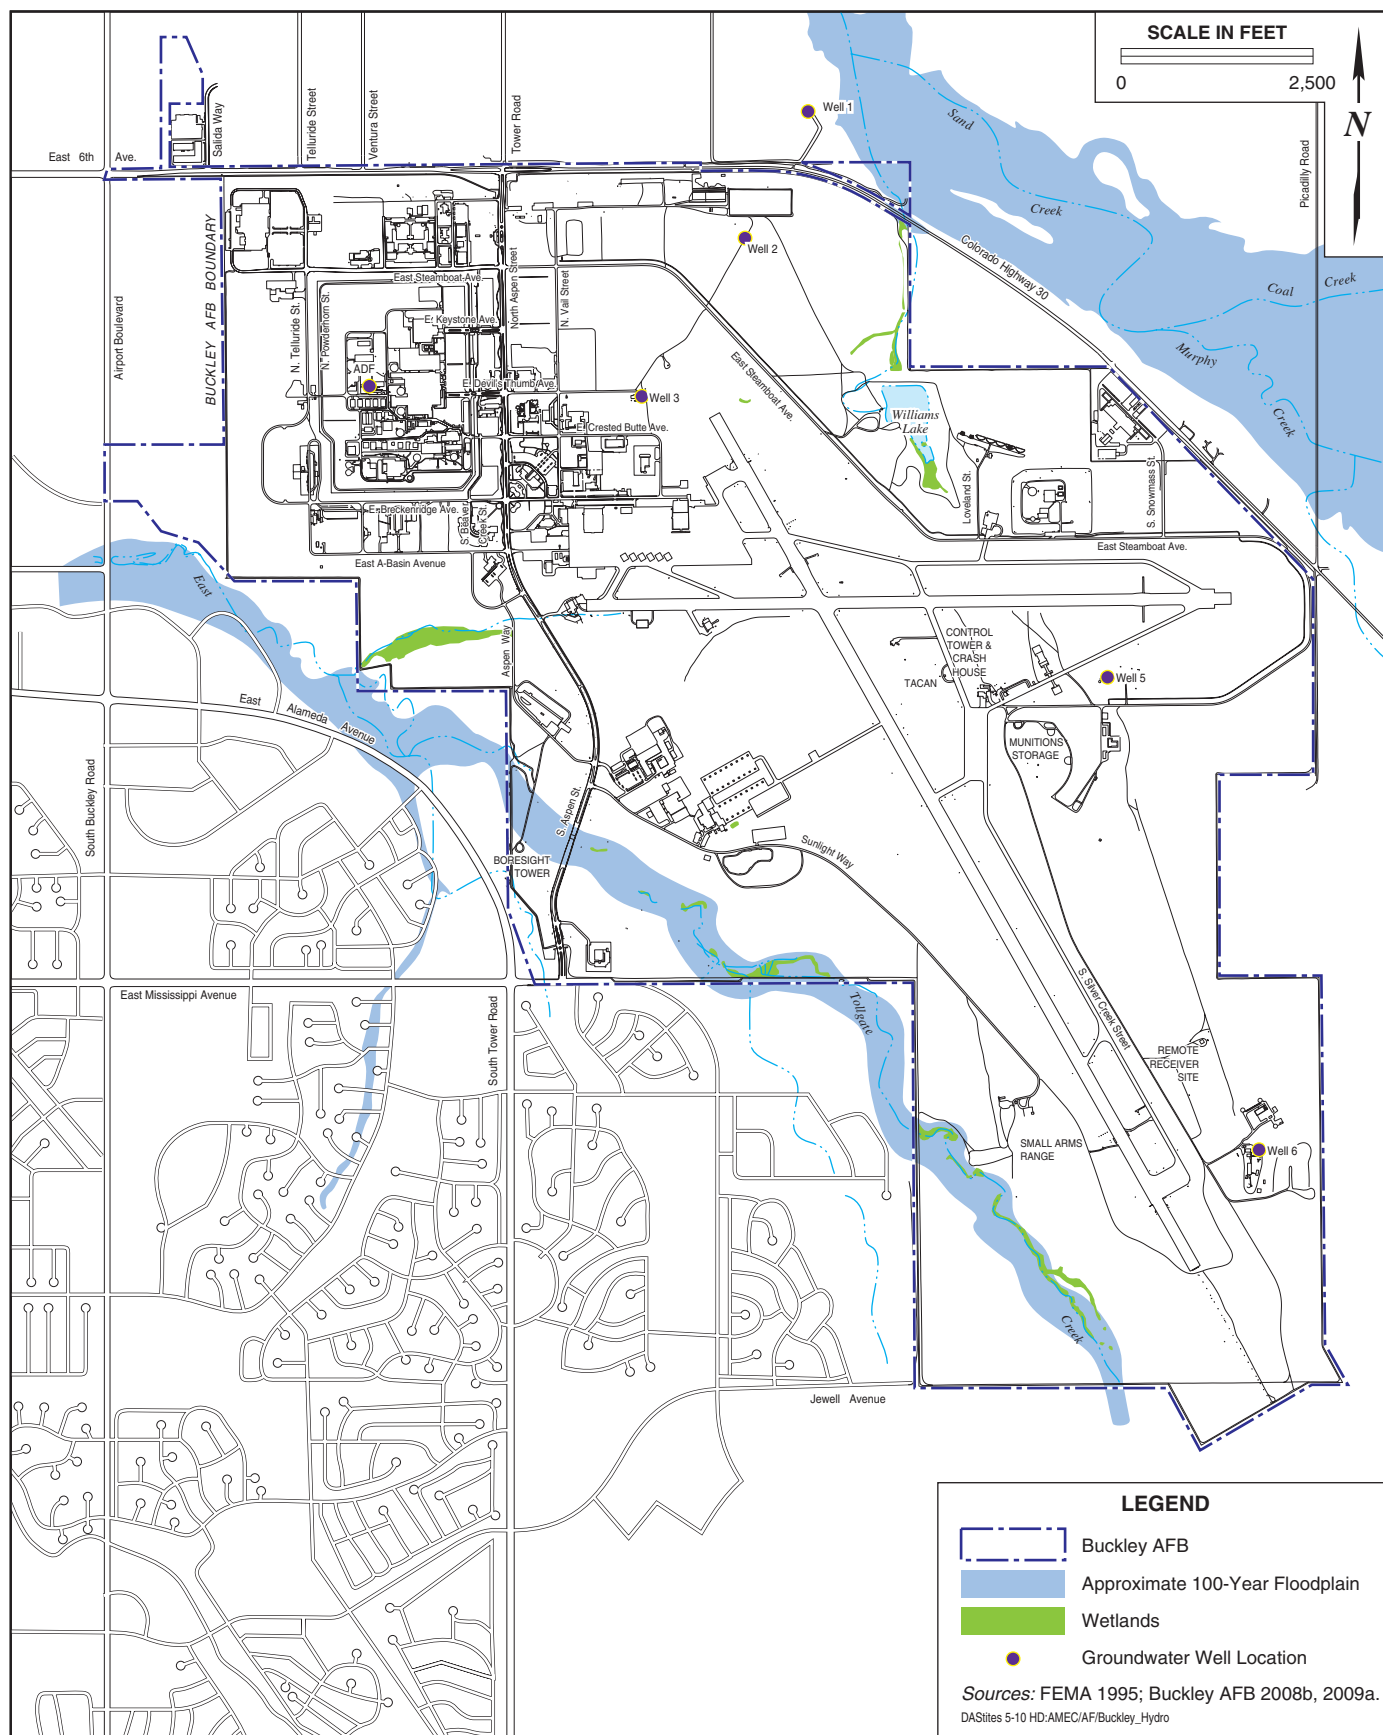 SCALE IN FEET
0 2,500
N
Well 1
Sand
Creek
Salida Way
Telluride Street
Ventura Street
Tower Road
Picadilly Road
East 6th Ave.
BUCKLEY AFB BOUNDARY
Airport Boulevard
Well 2
Colorado Highway 30
Coal Creek
Murphy
Creek
East Steamboat Ave.
North Aspen Street
N. Vail Street
N. Telluride St.
N. Powderhorn St.
E. Keystone Ave.
ADF
E. Devil's Thumb Ave.
East Steamboat Ave.
Well 3
E. Crested Butte Ave.
Williams
Lake
Loveland St.
S. Snowmass St.
E. Breckenridge Ave.
S. Beaver
Creek St.
East A-Basin Avenue
East Steamboat Ave.
East
Aspen Way
CONTROL
TOWER &
CRASH
HOUSE
TACAN
Well 5
East Alameda Avenue
MUNITIONS
STORAGE
South Buckley Road
S. Aspen St.
BORESIGHT
TOWER
Sunlight Way
East Mississippi Avenue
South Tower Road
Tollgate
S. Silver Creek Street
REMOTE
RECEIVER
SITE
SMALL ARMS
RANGE
Well 6
Creek
Jewell Avenue
LEGEND
Buckley AFB
Approximate 100-Year Floodplain
Wetlands
Groundwater Well Location
Sources: FEMA 1995; Buckley AFB 2008b, 2009a.
DAStites 5-10 HD:AMEC/AF/Buckley_Hydro